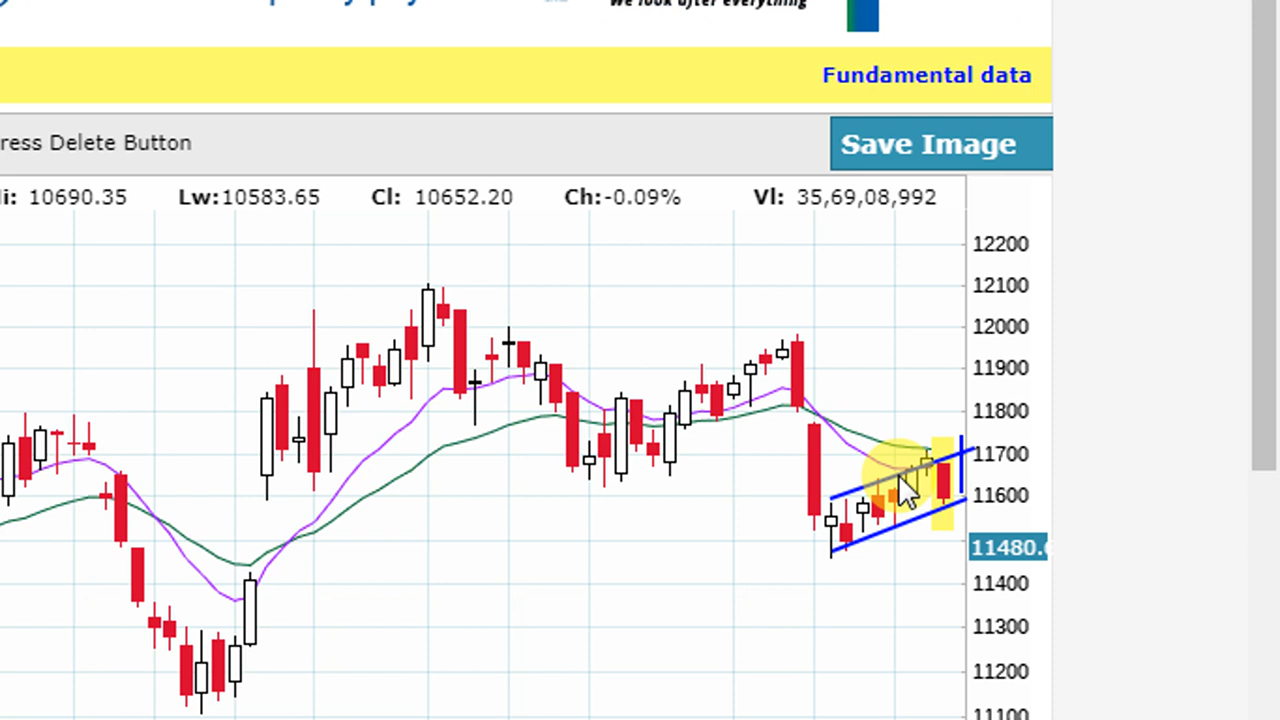 We look after everything
Fundamental data
ress Delete Button
Save Image
i: 10690.35 Lw:10583.65 Cl: 10652.20 Ch:-0.09% Vl: 35,69,08,992
12200
12100
12000
11900
11800
11700
11600
11480.
11400
11300
11200
11100